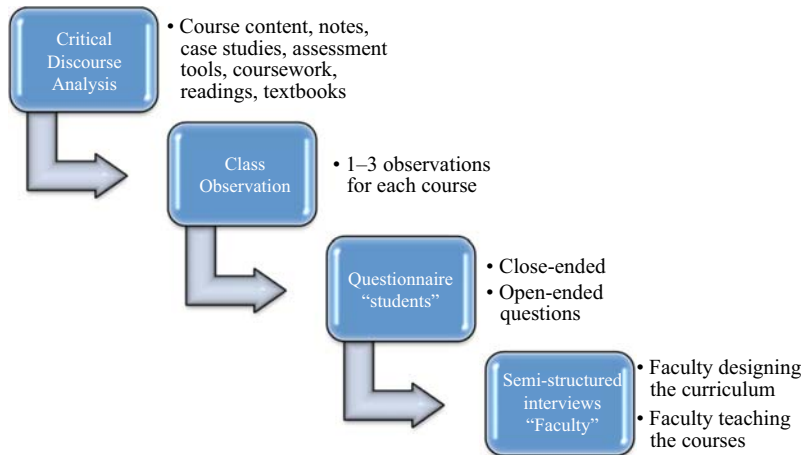 Critical
Discourse
Analysis
• Course content, notes,
case studies, assessment
tools, coursework,
readings, textbooks
Class
Observation
• 1–3 observations
for each course
Questionnaire
“students”
• Close-ended
• Open-ended
questions
Semi-structured
interviews
“Faculty”
• Faculty designing
the curriculum
• Faculty teaching
the courses